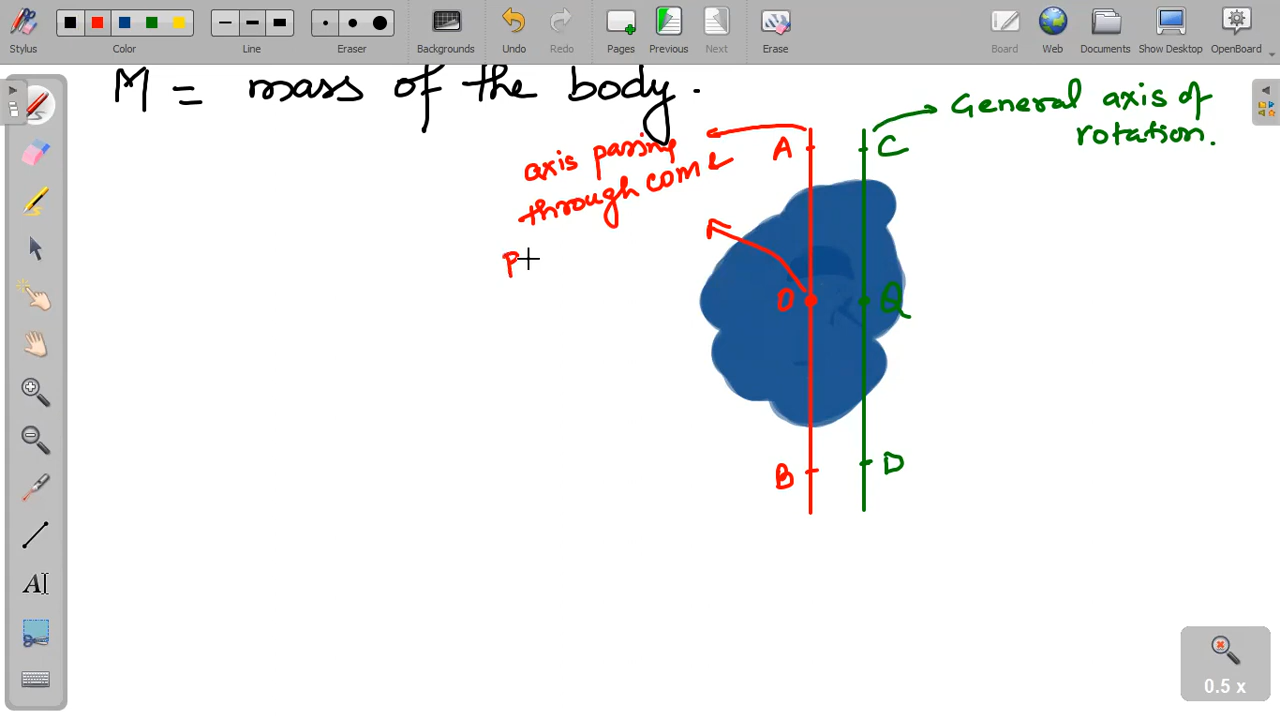 Stylus Color Line Eraser Backgrounds Undo Redo Pages Previous Next Erase Board Web Documents Show Desktop OpenBoard
M = mass of the body.
General axis of
rotation.
axis passing
through COM
P
A
C
O
Q
B
D
0.5 x